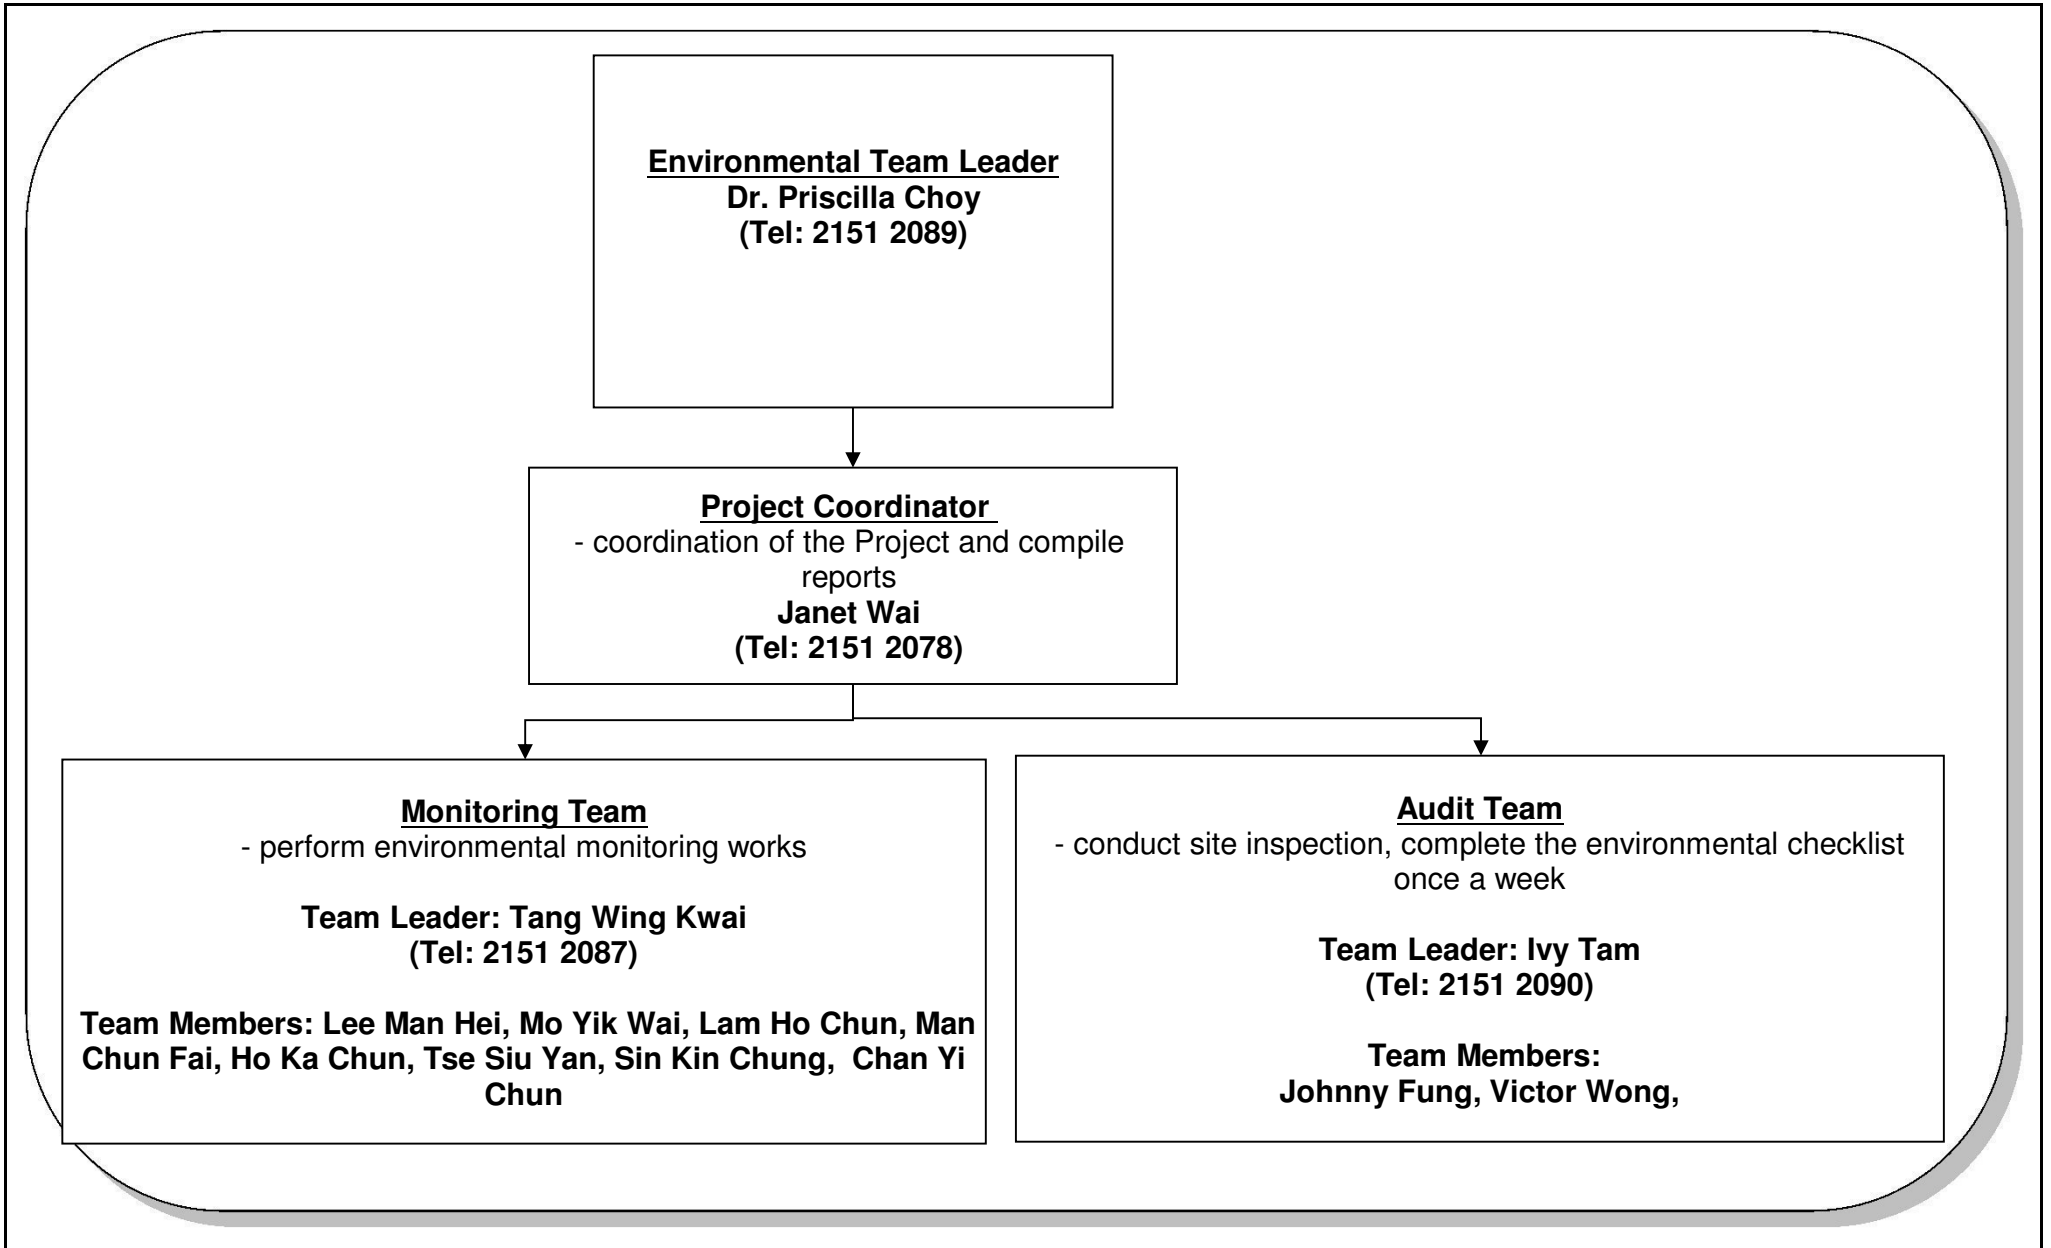 Environmental Team Leader
Dr. Priscilla Choy
(Tel: 2151 2089)
Project Coordinator
- coordination of the Project and compile
reports
Janet Wai
(Tel: 2151 2078)
Monitoring Team
- perform environmental monitoring works
Team Leader: Tang Wing Kwai
(Tel: 2151 2087)
Team Members: Lee Man Hei, Mo Yik Wai, Lam Ho Chun, Man
Chun Fai, Ho Ka Chun, Tse Siu Yan, Sin Kin Chung,  Chan Yi
Chun
Audit Team
- conduct site inspection, complete the environmental checklist
once a week
Team Leader: Ivy Tam
(Tel: 2151 2090)
Team Members:
Johnny Fung, Victor Wong,